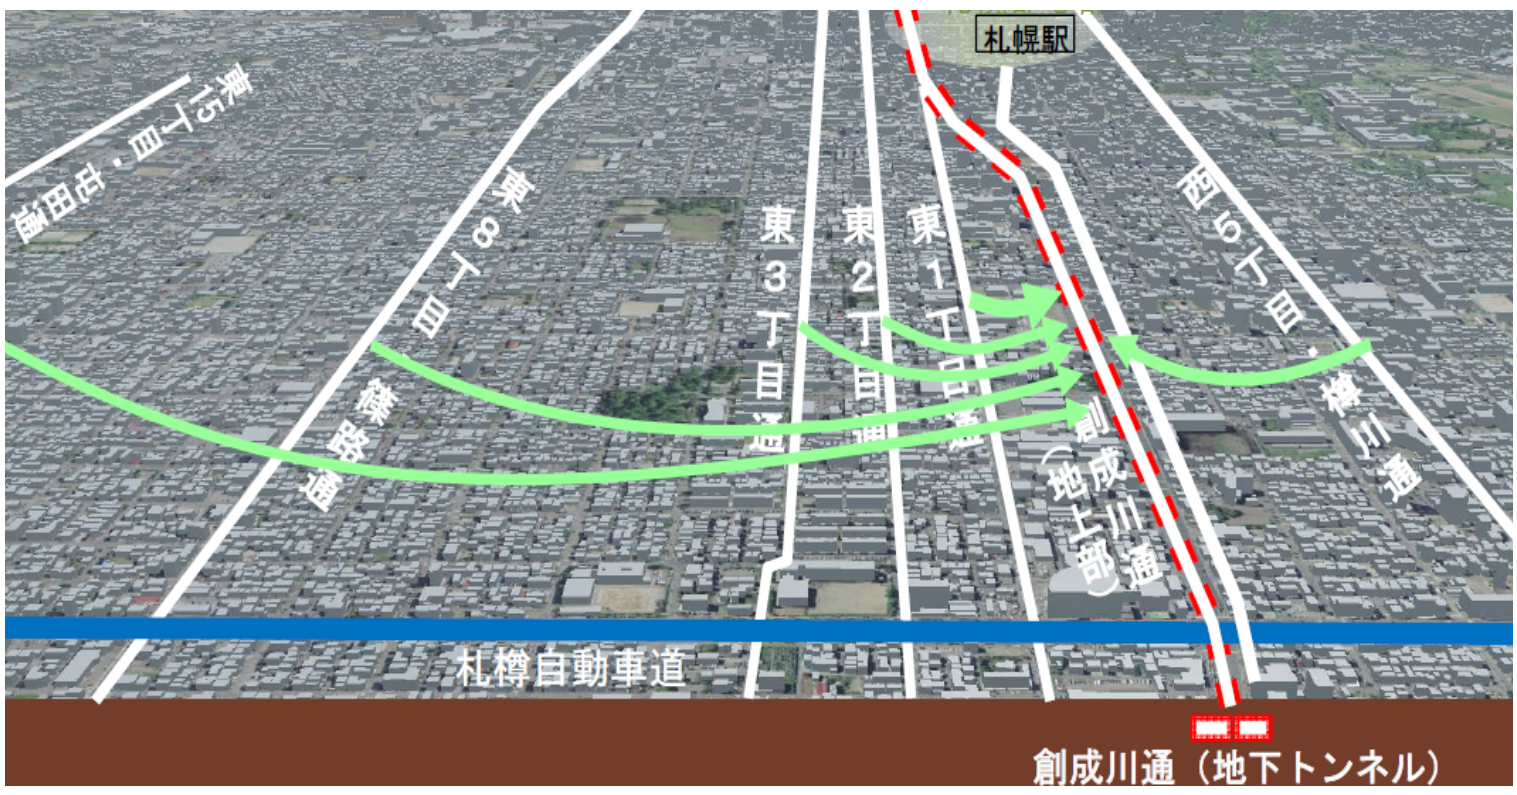 札幌駅
東15丁目・屯田通
東8丁目・篠路通
東3丁目通
東2丁目通
東1丁目通
創成川通
（地上部）
西5丁目・樽川通
札樽自動車道
創成川通（地下トンネル）